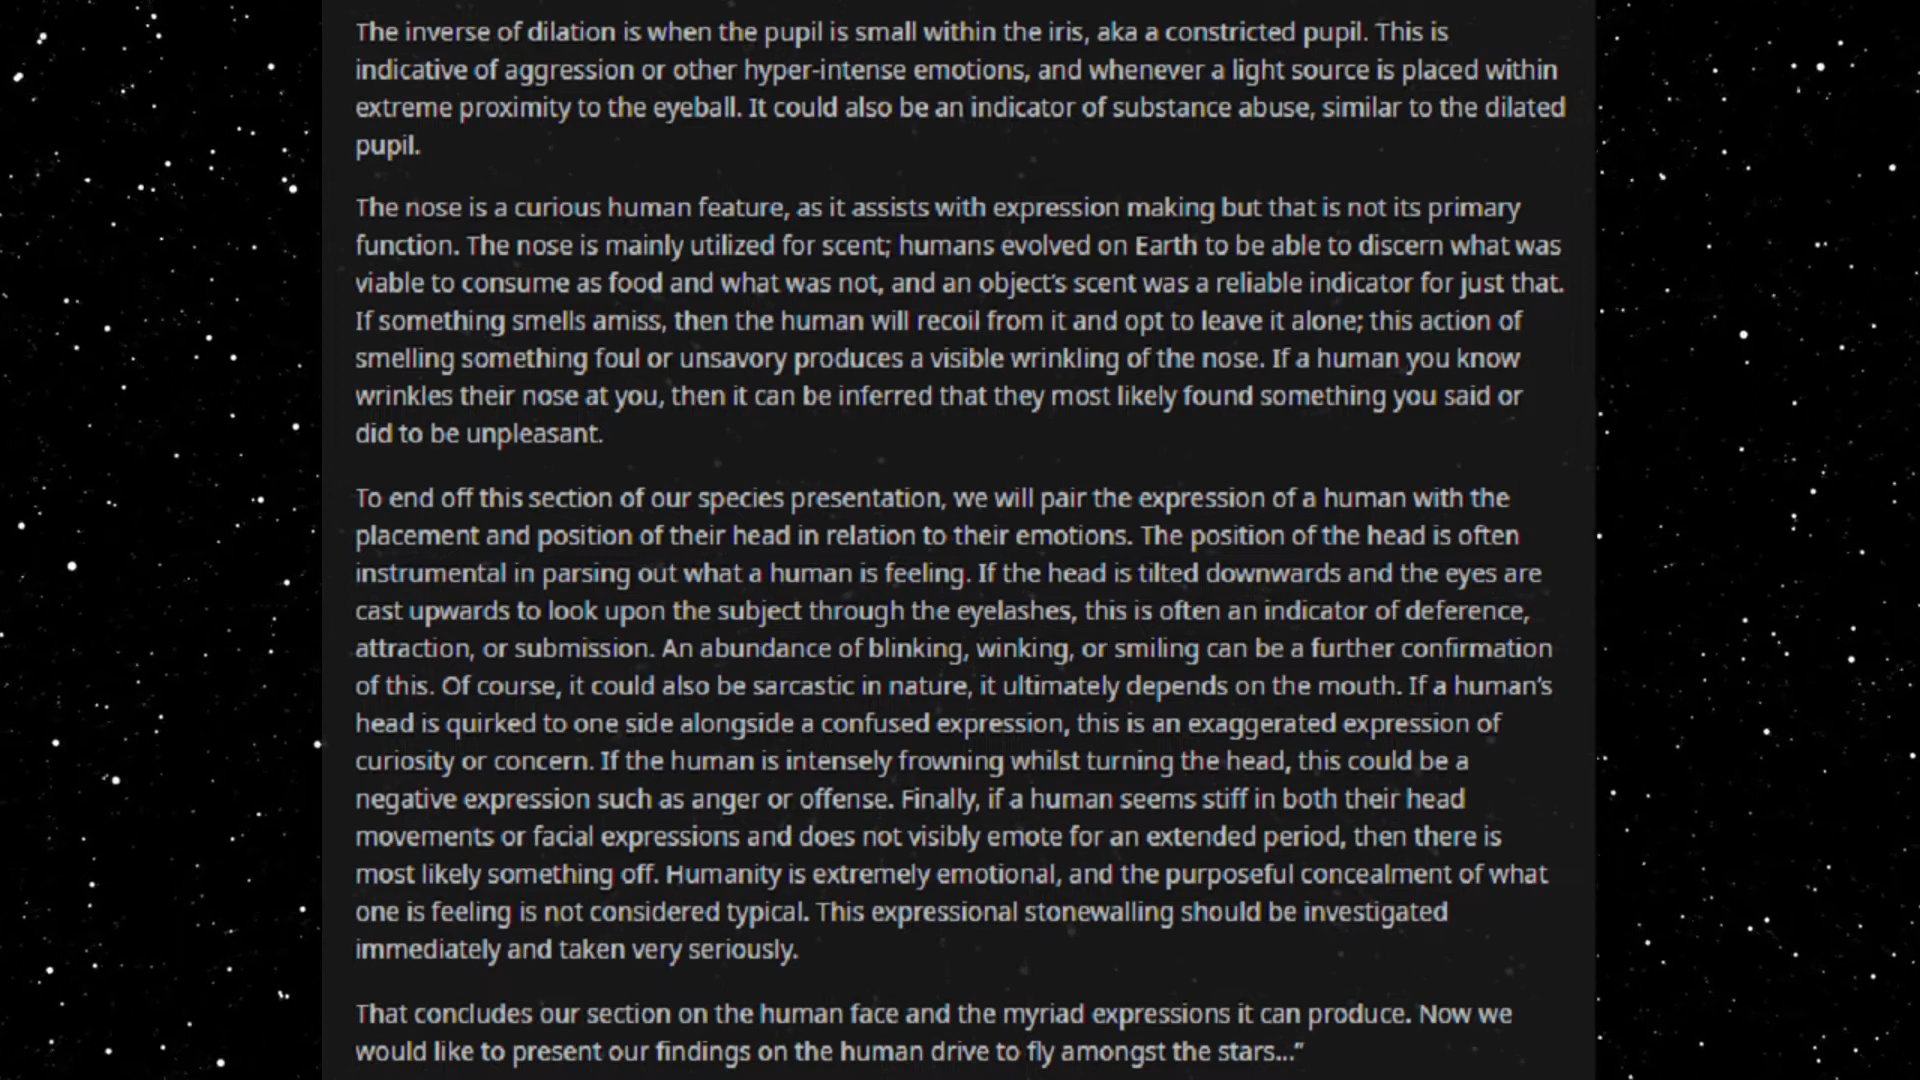 The inverse of dilation is when the pupil is small within the iris, aka a constricted pupil. This is
indicative of aggression or other hyper-intense emotions, and whenever a light source is placed within
extreme proximity to the eyeball. It could also be an indicator of substance abuse, similar to the dilated
pupil.
The nose is a curious human feature, as it assists with expression making but that is not its primary
function. The nose is mainly utilized for scent; humans evolved on Earth to be able to discern what was
viable to consume as food and what was not, and an object's scent was a reliable indicator for just that.
If something smells amiss, then the human will recoil from it and opt to leave it alone; this action of
smelling something foul or unsavory produces a visible wrinkling of the nose. If a human you know
wrinkles their nose at you, then it can be inferred that they most likely found something you said or
did to be unpleasant.
To end off this section of our species presentation, we will pair the expression of a human with the
placement and position of their head in relation to their emotions. The position of the head is often
instrumental in parsing out what a human is feeling. If the head is tilted downwards and the eyes are
cast upwards to look upon the subject through the eyelashes, this is often an indicator of deference,
attraction, or submission. An abundance of blinking, winking, or smiling can be a further confirmation
of this. Of course, it could also be sarcastic in nature, it ultimately depends on the mouth. If a human's
head is quirked to one side alongside a confused expression, this is an exaggerated expression of
curiosity or concern. If the human is intensely frowning whilst turning the head, this could be a
negative expression such as anger or offense. Finally, if a human seems stiff in both their head
movements or facial expressions and does not visibly emote for an extended period, then there is
most likely something off. Humanity is extremely emotional, and the purposeful concealment of what
one is feeling is not considered typical. This expressional stonewalling should be investigated
immediately and taken very seriously.
That concludes our section on the human face and the myriad expressions it can produce. Now we
would like to present our findings on the human drive to fly amongst the stars..."